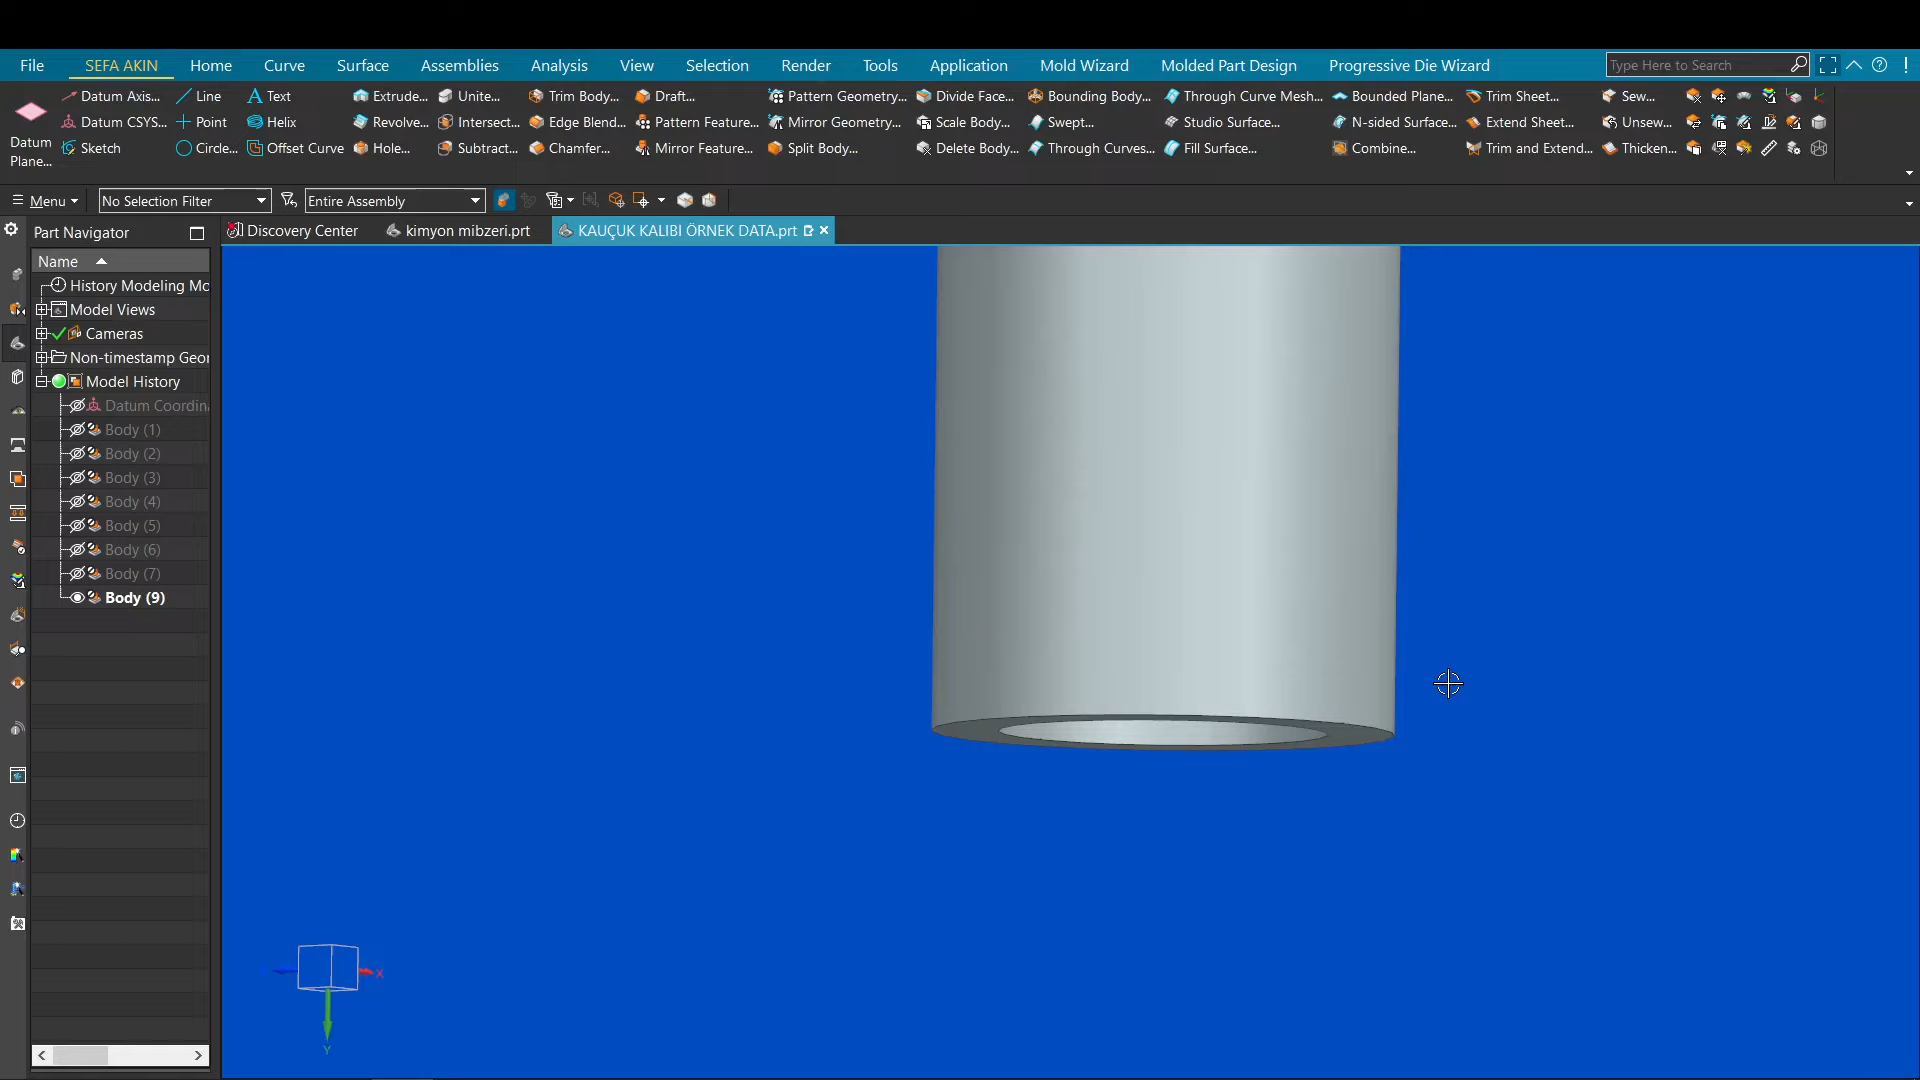 File SEFA AKIN Home Curve Surface Assemblies Analysis View Selection Render Tools Application Mold Wizard Molded Part Design Progressive Die Wizard Type Here to Search
Datum Axis... Line Text Extrude... Unite... Trim Body... Draft... Pattern Geometry... Divide Face... Bounding Body... Through Curve Mesh... Bounded Plane... Trim Sheet... Sew...
Datum CSYS... Point Helix Revolve... Intersect... Edge Blend... Pattern Feature... Mirror Geometry... Scale Body... Swept... Studio Surface... N-sided Surface... Extend Sheet... Unsew...
Datum Plane... Sketch Circle... Offset Curve Hole... Subtract... Chamfer... Mirror Feature... Split Body... Delete Body... Through Curves... Fill Surface... Combine... Trim and Extend... Thicken...
Menu No Selection Filter Entire Assembly
Part Navigator Discovery Center kimyon mibzeri.prt KAUÇUK KALIBI ÖRNEK DATA.prt
Name
History Modeling Mo
Model Views
Cameras
Non-timestamp Geor
Model History
Datum Coordin
Body (1)
Body (2)
Body (3)
Body (4)
Body (5)
Body (6)
Body (7)
Body (9)
X
Y